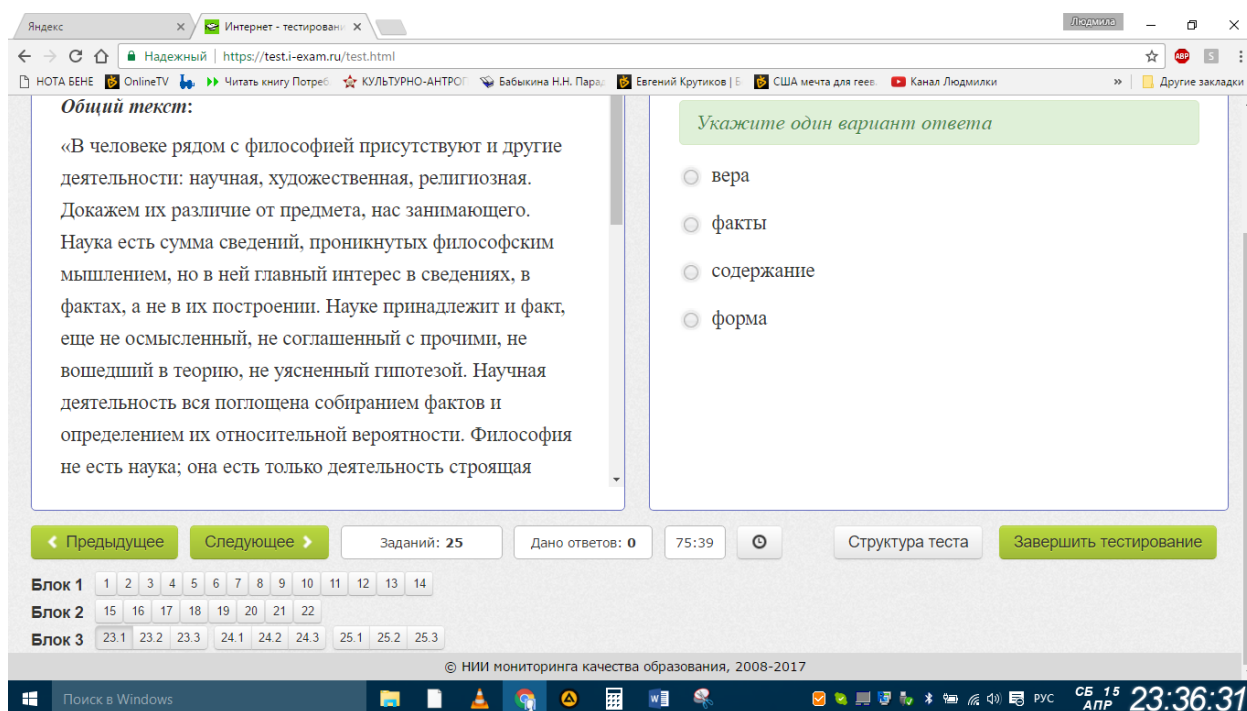 Яндекс
Интернет - тестировани
Людмила
Надежный | https://test.i-exam.ru/test.html
НОТА БЕНЕ OnlineTV Читать книгу Потреб КУЛЬТУРНО-АНТРОГ Бабыкина Н.Н. Пара Евгений Крутиков | Б США мечта для геев. Канал Людмилки » Другие закладки
Общий текст:
«В человеке рядом с философией присутствуют и другие
деятельности: научная, художественная, религиозная.
Докажем их различие от предмета, нас занимающего.
Наука есть сумма сведений, проникнутых философским
мышлением, но в ней главный интерес в сведениях, в
фактах, а не в их построении. Науке принадлежит и факт,
еще не осмысленный, не соглашенный с прочими, не
вошедший в теорию, не уясненный гипотезой. Научная
деятельность вся поглощена собиранием фактов и
определением их относительной вероятности. Философия
не есть наука; она есть только деятельность строящая
Укажите один вариант ответа
вера
факты
содержание
форма
Предыдущее Следующее Заданий: 25 Дано ответов: 0 75:39 Структура теста Завершить тестирование
Блок 1 1 2 3 4 5 6 7 8 9 10 11 12 13 14
Блок 2 15 16 17 18 19 20 21 22
Блок 3 23.1 23.2 23.3 24.1 24.2 24.3 25.1 25.2 25.3
© НИИ мониторинга качества образования, 2008-2017
Поиск в Windows
РУС СБ 15 АПР 23:36:31